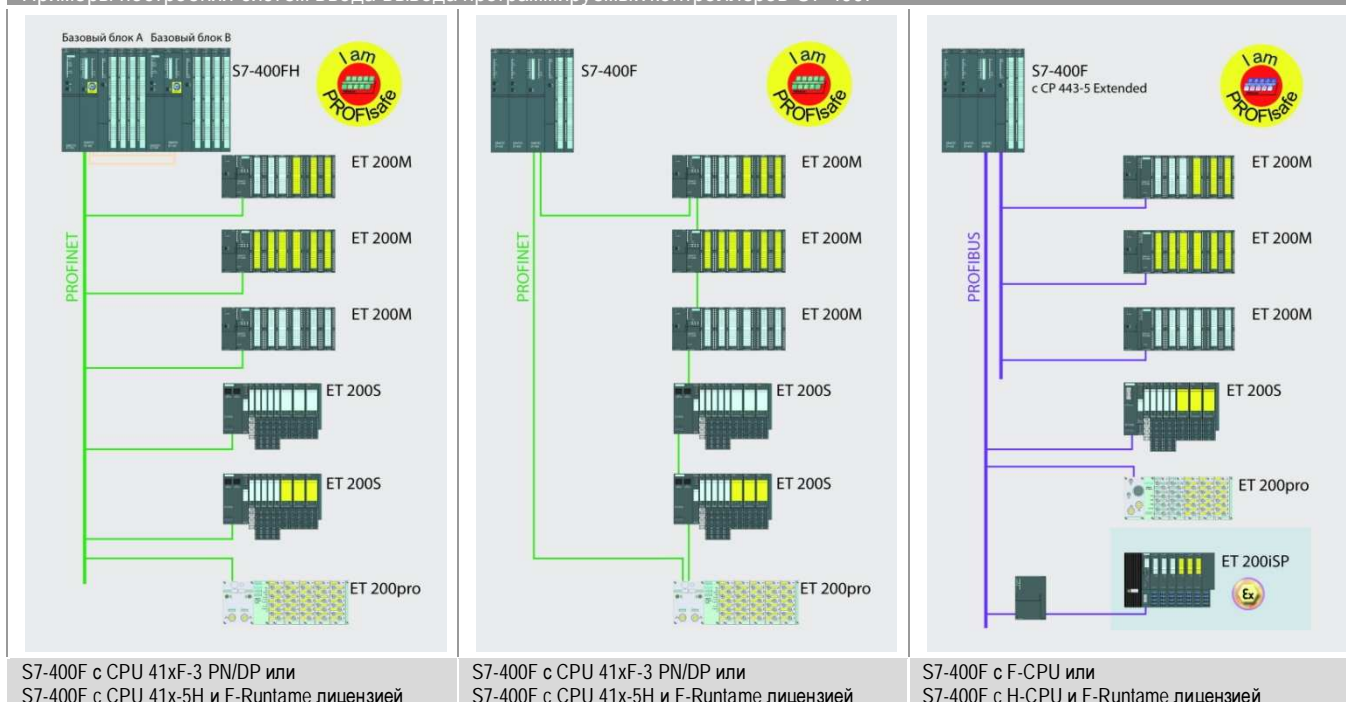 Базовый блок A Базовый блок B
S7-400FH
I am
PROFIsafe
ET 200M
ET 200M
ET 200M
ET 200S
ET 200S
ET 200pro
PROFINET
S7-400F
I am
PROFIsafe
ET 200M
ET 200M
ET 200M
ET 200S
ET 200S
ET 200pro
PROFINET
S7-400F
с CP 443-5 Extended
I am
PROFIsafe
ET 200M
ET 200M
ET 200M
ET 200S
ET 200pro
ET 200iSP
Ex
PROFIBUS
S7-400F с CPU 41xF-3 PN/DP или
S7-400F с CPU 41x-5H и F-Runtame лицензией
S7-400F с CPU 41xF-3 PN/DP или
S7-400F с CPU 41x-5H и F-Runtame лицензией
S7-400F с F-CPU или
S7-400F с H-CPU и F-Runtame лицензией